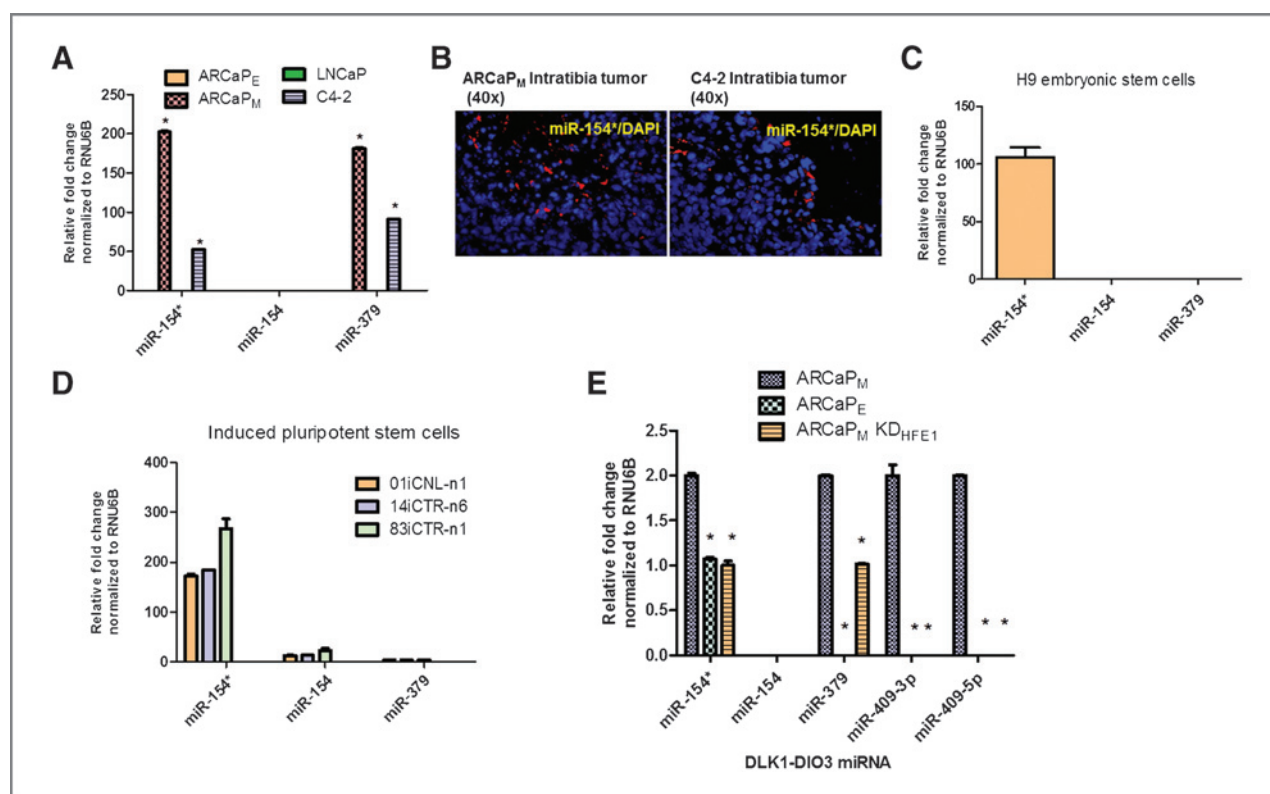 A
ARCaPE
LNCaP
ARCaPM
C4-2
Relative fold change
normalized to RNU6B
250
200
150
100
50
0
*
*
*
*
miR-154*
miR-154
miR-379
B
ARCaPM Intratibia tumor
(40x)
miR-154*/DAPI
C4-2 Intratibia tumor
(40x)
miR-154*/DAPI
C
H9 embryonic stem cells
Relative fold change
normalized to RNU6B
150
100
50
0
miR-154*
miR-154
miR-379
D
Induced pluripotent stem cells
01iCNL-n1
14iCTR-n6
83iCTR-n1
Relative fold change
normalized to RNU6B
400
300
200
100
0
miR-154*
miR-154
miR-379
E
ARCaPM
ARCaPE
ARCaPM KDHFE1
Relative fold change
normalized to RNU6B
2.5
2.0
1.5
1.0
0.5
0.0
* *
* *
* *
* *
miR-154*
miR-154
miR-379
miR-409-3p
miR-409-5p
DLK1-DIO3 miRNA